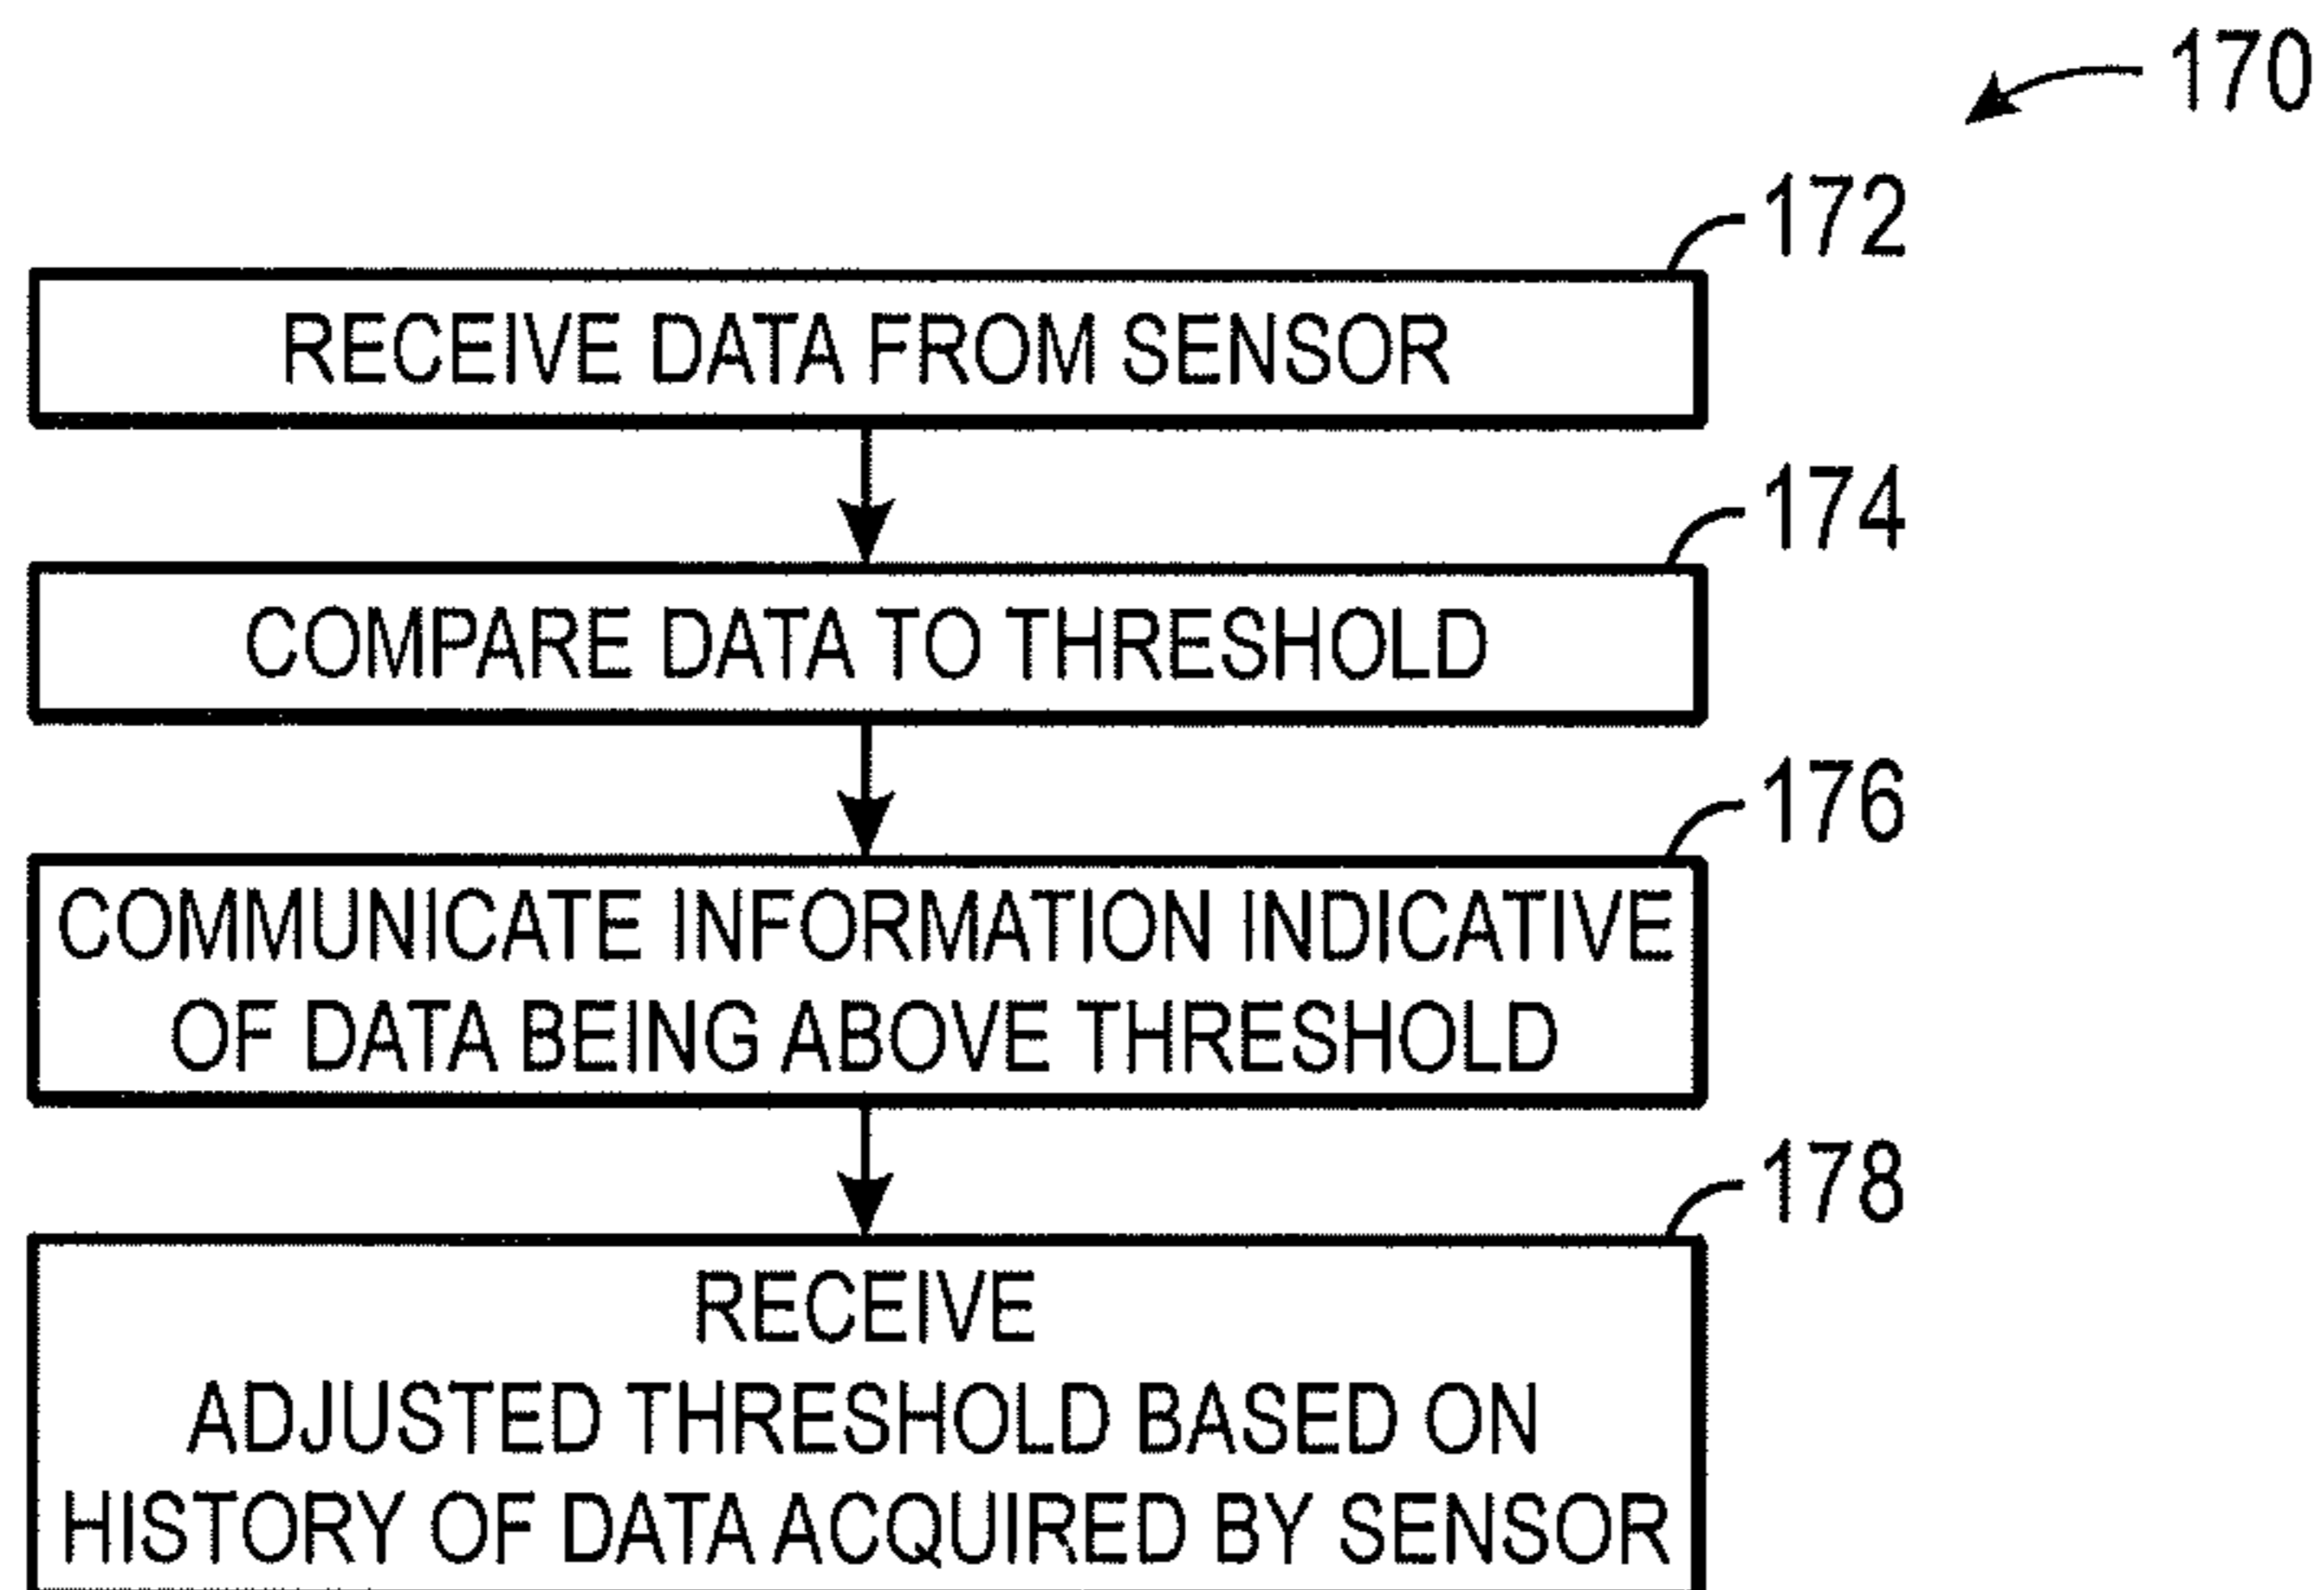 170
172
RECEIVE DATA FROM SENSOR
174
COMPARE DATA TO THRESHOLD
176
COMMUNICATE INFORMATION INDICATIVE
OF DATA BEING ABOVE THRESHOLD
178
RECEIVE
ADJUSTED THRESHOLD BASED ON
HISTORY OF DATA ACQUIRED BY SENSOR